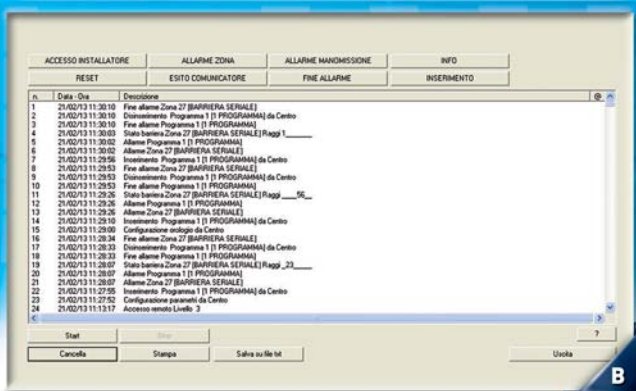 ACCESSO INSTALLATORE ALLARME ZONA ALLARME MANOMISSIONE INFO
RESET ESITO COMUNICATORE FINE ALLARME INSERIMENTO
n. Data - Ora Descrizione @
1 21/02/13 11:30:10 Fine allarme Zona 27 [BARRIERA SERIALE]
2 21/02/13 11:30:10 Disinserimento Programma 1 [1 PROGRAMMA] da Centro
3 21/02/13 11:30:10 Fine allarme Programma 1 [1 PROGRAMMA]
4 21/02/13 11:30:03 Stato barriera Zona 27 [BARRIERA SERIALE] Raggi 1_______
5 21/02/13 11:30:02 Allarme Programma 1 [1 PROGRAMMA]
6 21/02/13 11:30:02 Allarme Zona 27 [BARRIERA SERIALE]
7 21/02/13 11:29:56 Inserimento Programma 1 [1 PROGRAMMA] da Centro
8 21/02/13 11:29:53 Fine allarme Zona 27 [BARRIERA SERIALE]
9 21/02/13 11:29:53 Disinserimento Programma 1 [1 PROGRAMMA] da Centro
10 21/02/13 11:29:53 Fine allarme Programma 1 [1 PROGRAMMA]
11 21/02/13 11:29:26 Stato barriera Zona 27 [BARRIERA SERIALE] Raggi ____56__
12 21/02/13 11:29:26 Allarme Programma 1 [1 PROGRAMMA]
13 21/02/13 11:29:26 Allarme Zona 27 [BARRIERA SERIALE]
14 21/02/13 11:29:10 Inserimento Programma 1 [1 PROGRAMMA] da Centro
15 21/02/13 11:29:00 Configurazione orologio da Centro
16 21/02/13 11:28:34 Fine allarme Zona 27 [BARRIERA SERIALE]
17 21/02/13 11:28:33 Disinserimento Programma 1 [1 PROGRAMMA] da Centro
18 21/02/13 11:28:33 Fine allarme Programma 1 [1 PROGRAMMA]
19 21/02/13 11:28:07 Stato barriera Zona 27 [BARRIERA SERIALE] Raggi _23_____
20 21/02/13 11:28:07 Allarme Programma 1 [1 PROGRAMMA]
21 21/02/13 11:28:07 Allarme Zona 27 [BARRIERA SERIALE]
22 21/02/13 11:27:55 Inserimento Programma 1 [1 PROGRAMMA] da Centro
23 21/02/13 11:27:52 Configurazione parametri da Centro
24 21/02/13 11:13:17 Accesso remoto Livello 3
Start Stop ?
Cancella Stampa Salva su file txt Uscita
B